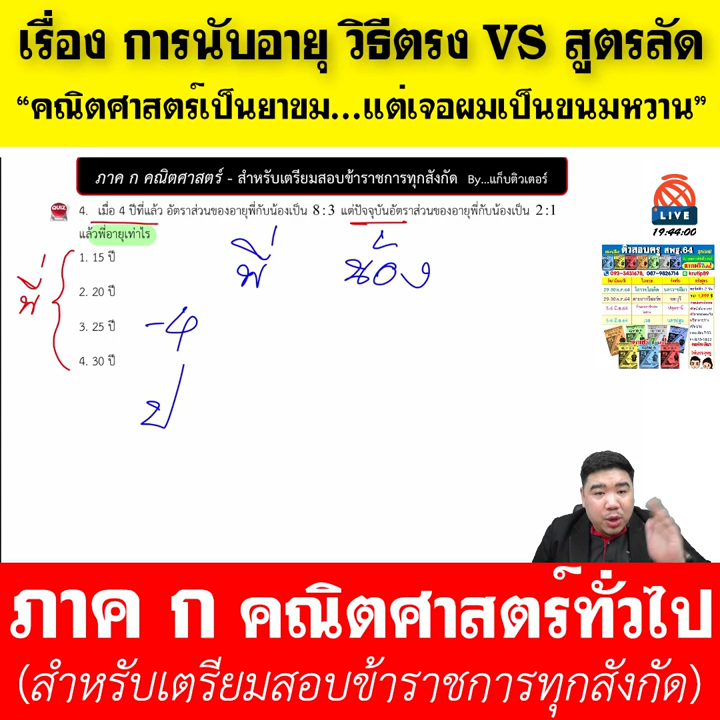 เรื่อง การนับอายุ วิธีตรง VS สูตรลัด
“คณิตศาสตร์เป็นยาขม...แต่เจอผมเป็นขนมหวาน”
ภาค ก คณิตศาสตร์ - สำหรับเตรียมสอบข้าราชการทุกสังกัด By...แก็บติวเตอร์
QUIZ
4. เมื่อ 4 ปีที่แล้ว อัตราส่วนของอายุพี่กับน้องเป็น 8:3 แต่ปัจจุบันอัตราส่วนของอายุพี่กับน้องเป็น 2:1
แล้วพี่อายุเท่าไร
1. 15 ปี
2. 20 ปี
3. 25 ปี
4. 30 ปี
พี่
พี่ น้อง
-4
ป
LIVE
19:44:00
ภาค ก คณิตศาสตร์ทั่วไป
(สำหรับเตรียมสอบข้าราชการทุกสังกัด)